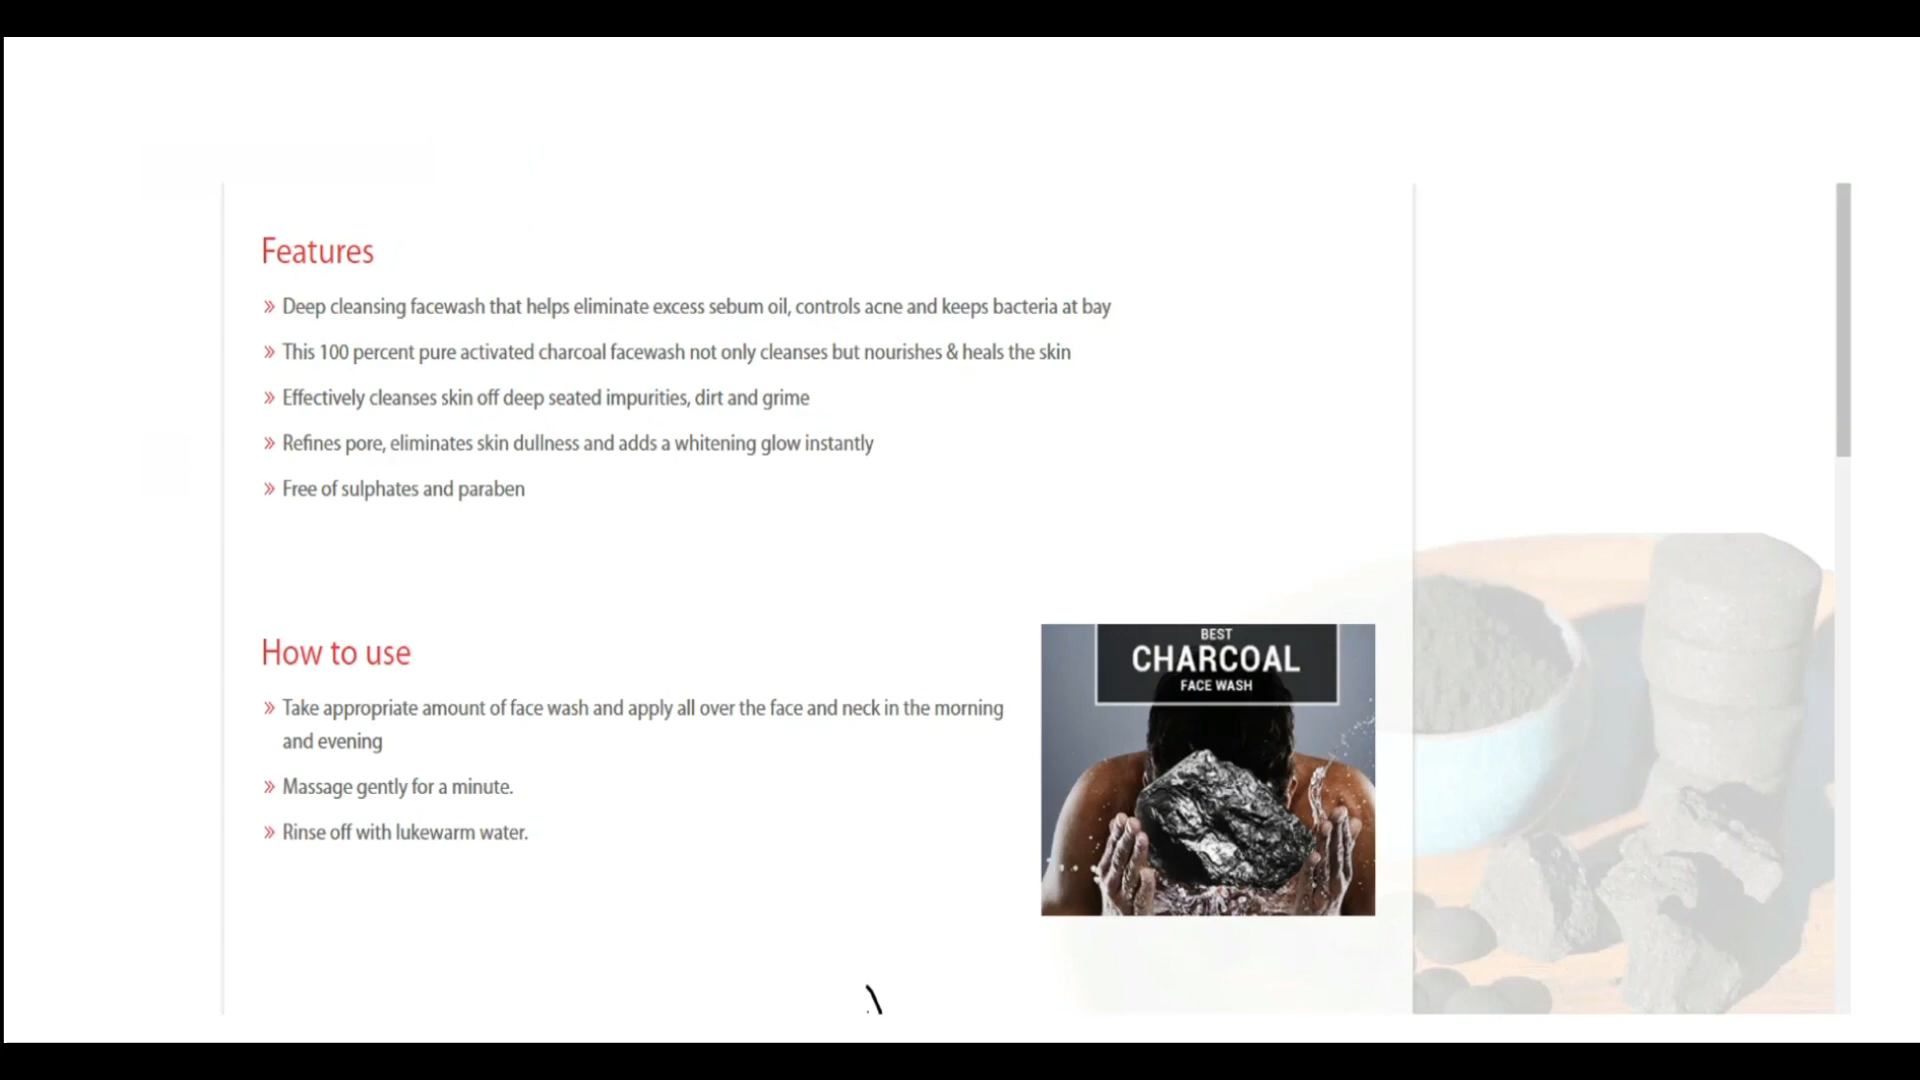 Features
» Deep cleansing facewash that helps eliminate excess sebum oil, controls acne and keeps bacteria at bay
» This 100 percent pure activated charcoal facewash not only cleanses but nourishes & heals the skin
» Effectively cleanses skin off deep seated impurities, dirt and grime
» Refines pore, eliminates skin dullness and adds a whitening glow instantly
» Free of sulphates and paraben
How to use
» Take appropriate amount of face wash and apply all over the face and neck in the morning
and evening
» Massage gently for a minute.
» Rinse off with lukewarm water.
BEST
CHARCOAL
FACE WASH